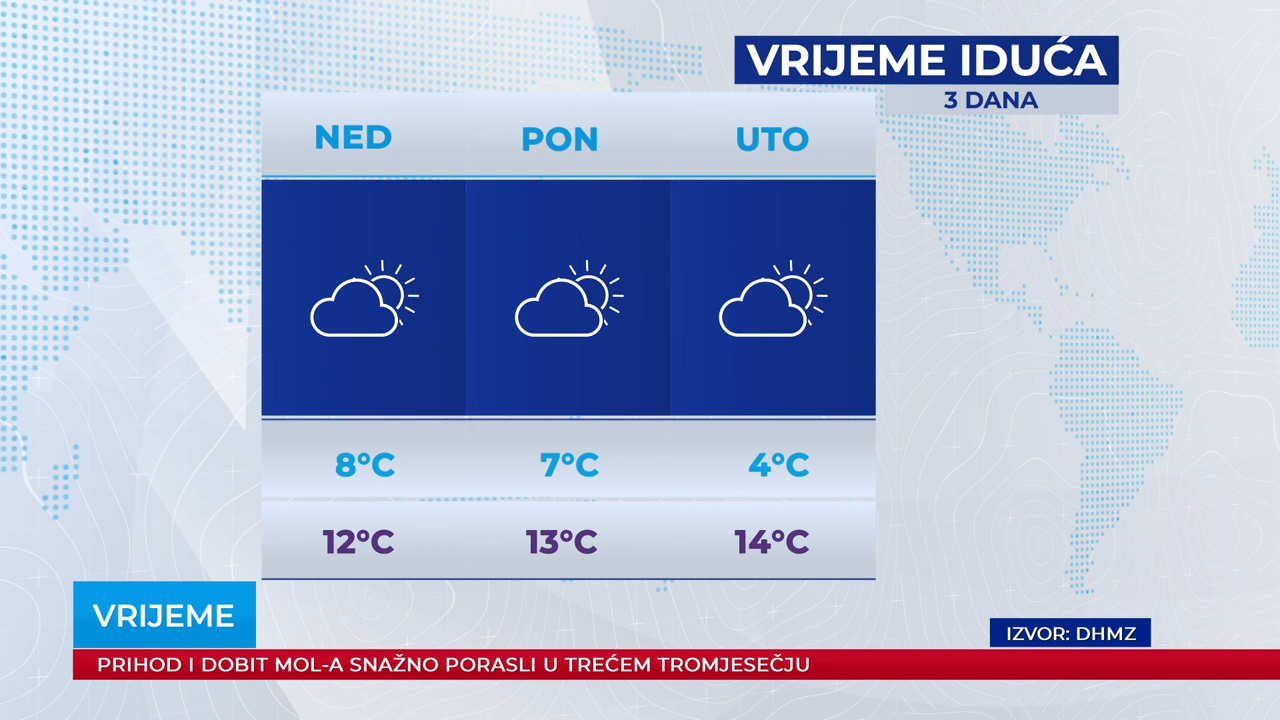 VRIJEME IDUĆA
3 DANA
NED PON UTO
8°C 7°C 4°C
12°C 13°C 14°C
VRIJEME
IZVOR: DHMZ
PRIHOD I DOBIT MOL-A SNAŽNO PORASLI U TREĆEM TROMJESEČJU